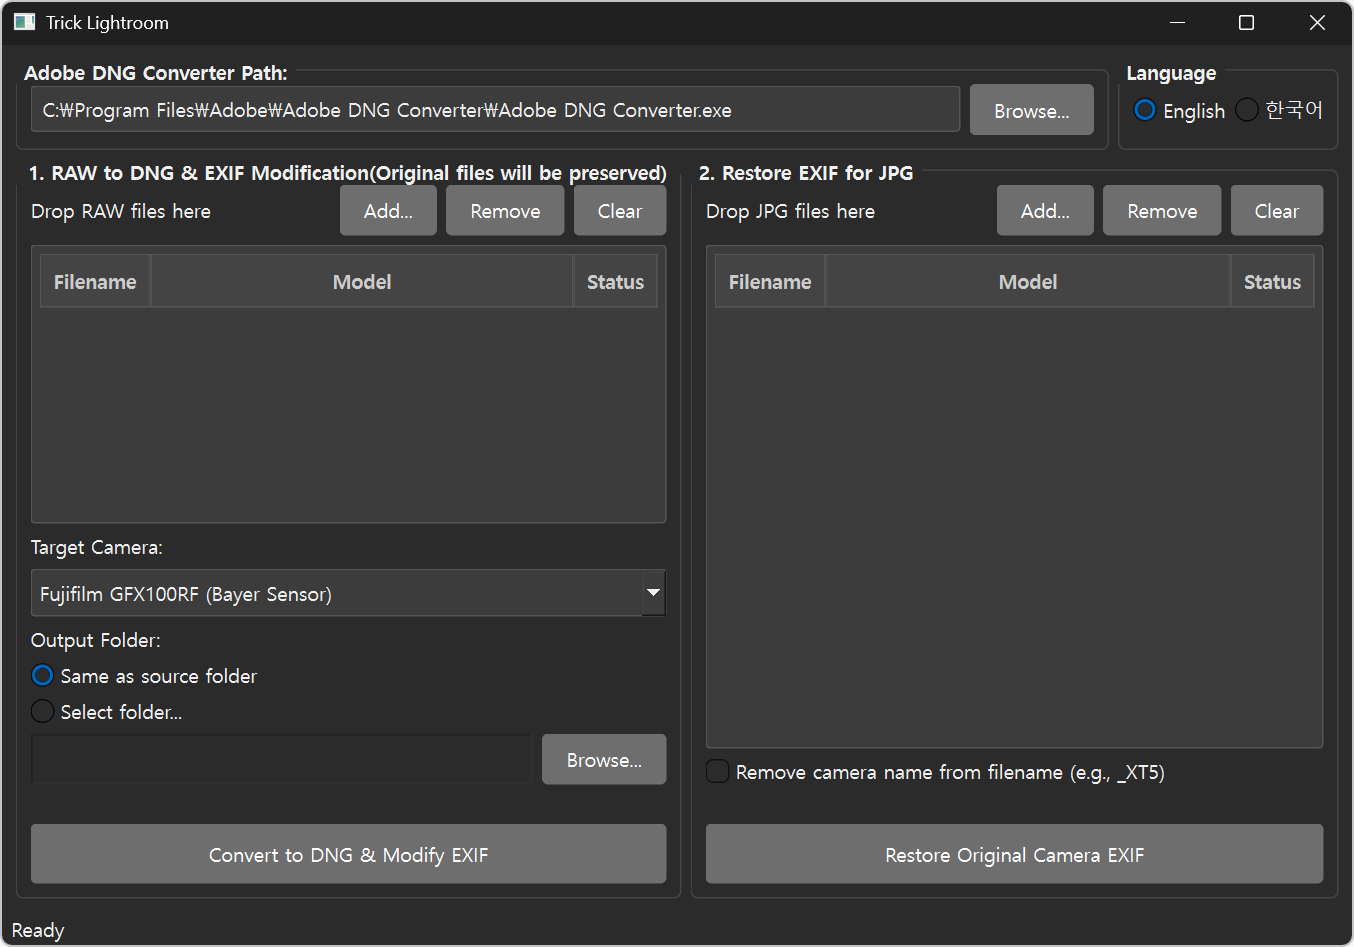 Trick Lightroom
Adobe DNG Converter Path:
C:₩Program Files₩Adobe₩Adobe DNG Converter₩Adobe DNG Converter.exe
Browse...
Language
English
한국어
1. RAW to DNG & EXIF Modification(Original files will be preserved)
Drop RAW files here
Add...
Remove
Clear
Filename
Model
Status
Target Camera:
Fujifilm GFX100RF (Bayer Sensor)
Output Folder:
Same as source folder
Select folder...
Browse...
Convert to DNG & Modify EXIF
2. Restore EXIF for JPG
Drop JPG files here
Add...
Remove
Clear
Filename
Model
Status
Remove camera name from filename (e.g., _XT5)
Restore Original Camera EXIF
Ready